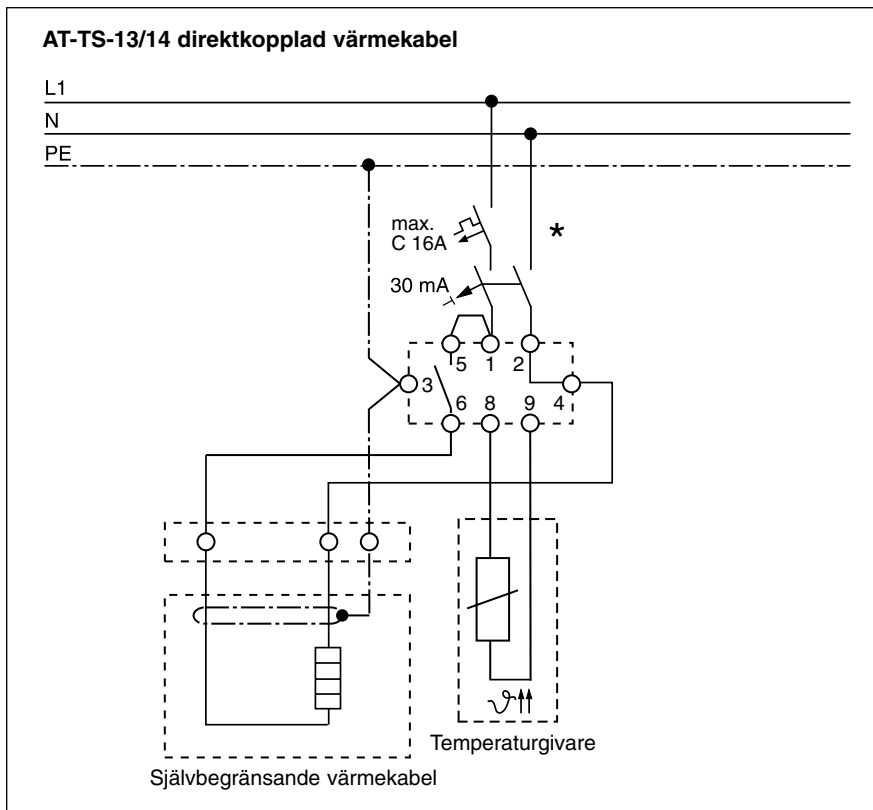 AT-TS-13/14 direktkopplad värmekabel
L1
N
PE
max.
C 16A
*
30 mA
5 1 2
3
6 8 9 4
ϑ
Temperaturgivare
Självbegränsande värmekabel